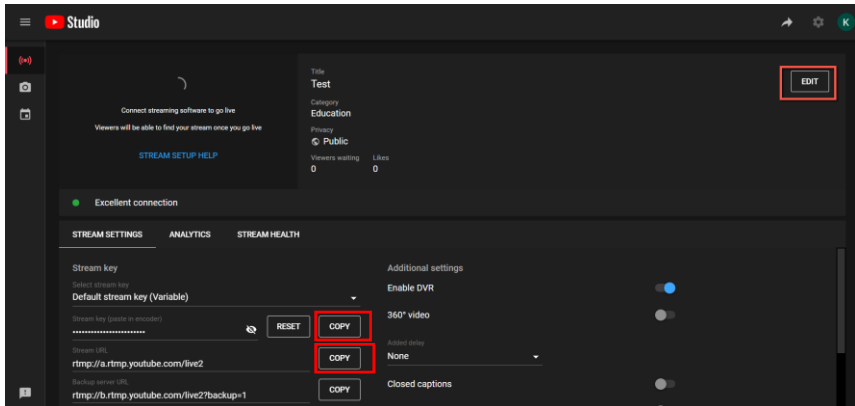 Studio
K
Connect streaming software to go live
Viewers will be able to find your stream once you go live
STREAM SETUP HELP
Title
Test
Category
Education
Privacy
Public
Viewers waiting Likes
0 0
EDIT
Excellent connection
STREAM SETTINGS ANALYTICS STREAM HEALTH
Stream key
Select stream key
Default stream key (Variable)
Stream key (paste in encoder)
•••••••••••••••••••••••• RESET COPY
Stream URL
rtmp://a.rtmp.youtube.com/live2 COPY
Backup server URL
rtmp://b.rtmp.youtube.com/live2?backup=1 COPY
Additional settings
Enable DVR
360° video
Added delay
None
Closed captions